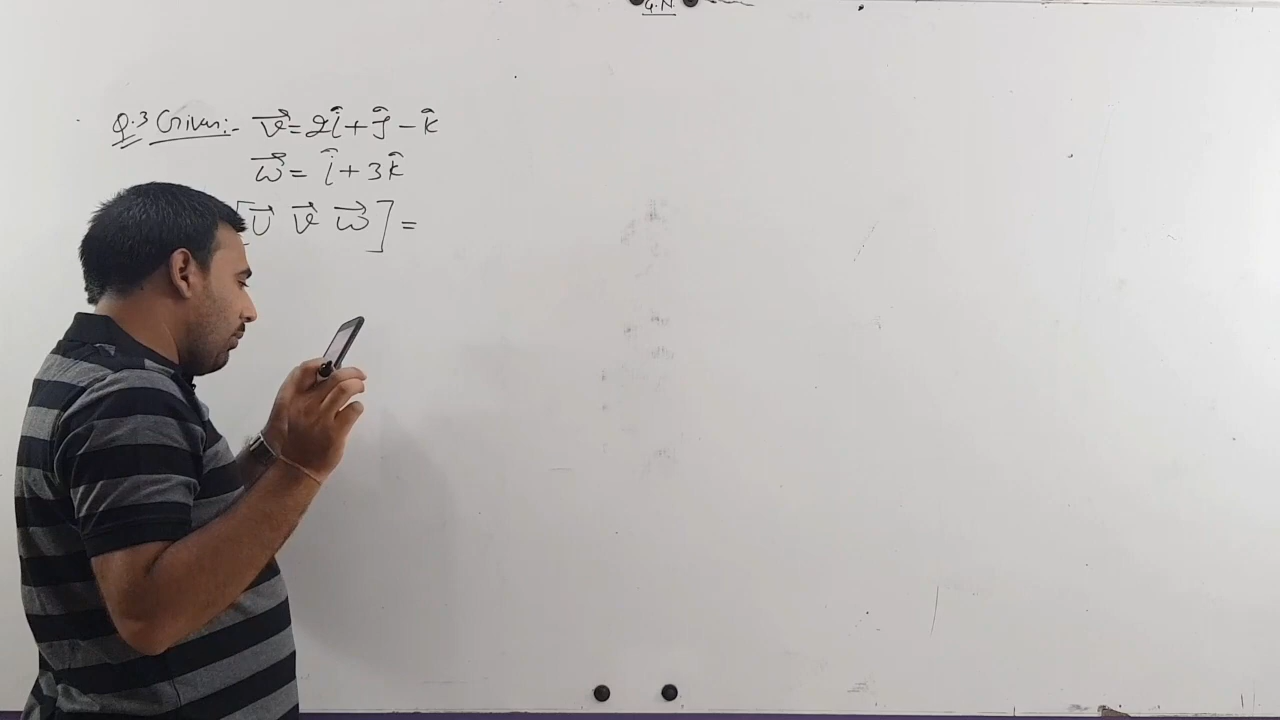 G.N.
Q.3 Given:- v⃗ = 2î + ĵ - k̂
w⃗ = î + 3k̂
[U⃗ v⃗ w⃗] =